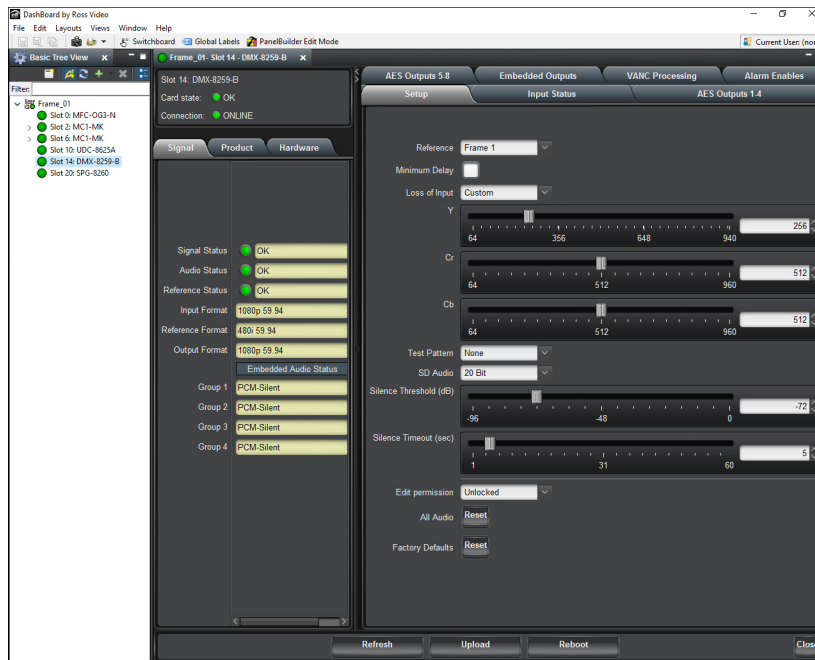 DashBoard by Ross Video
File Edit Layouts Views Window Help
Switchboard Global Labels PanelBuilder Edit Mode
Basic Tree View
Filter:
Frame_01
Slot 0: MFC-OG3-N
Slot 2: MC1-MK
Slot 6: MC1-MK
Slot 10: UDC-8625A
Slot 14: DMX-8259-B
Slot 20: SPG-8260
Frame_01- Slot 14 - DMX-8259-B
Slot 14: DMX-8259-B
Card state: OK
Connection: ONLINE
Signal Product Hardware
Signal Status OK
Audio Status OK
Reference Status OK
Input Format 1080p 59.94
Reference Format 480i 59.94
Output Format 1080p 59.94
Embedded Audio Status
Group 1 PCM-Silent
Group 2 PCM-Silent
Group 3 PCM-Silent
Group 4 PCM-Silent
Current User:
AES Outputs 5-8 Embedded Outputs VANC Processing Alarm Enables
Setup Input Status AES Outputs 1-4
Reference Frame 1
Minimum Delay
Loss of Input Custom
Y 256
64 356 648 940
Cr 512
64 512 960
Cb 512
64 512 960
Test Pattern None
SD Audio 20 Bit
Silence Threshold (dB) -72
-96 -48 0
Silence Timeout (sec) 5
1 31 60
Edit permission Unlocked
All Audio Reset
Factory Defaults Reset
Refresh Upload Reboot